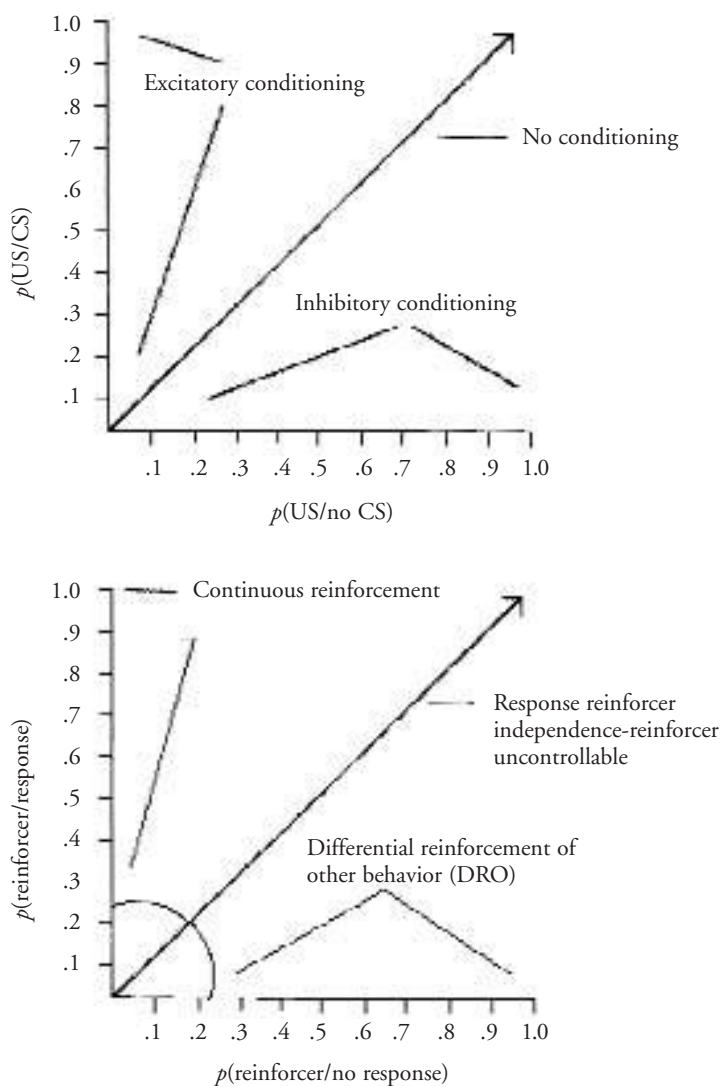 1.0
.9
Excitatory conditioning
.8
.7
No conditioning
.6
p(US/CS)
.5
.4
Inhibitory conditioning
.3
.2
.1
.1 .2 .3 .4 .5 .6 .7 .8 .9 1.0
p(US/no CS)
1.0
Continuous reinforcement
.9
.8
.7
Response reinforcer
independence-reinforcer
uncontrollable
.6
p(reinforcer/response)
.5
.4
Differential reinforcement of
other behavior (DRO)
.3
.2
.1
.1 .2 .3 .4 .5 .6 .7 .8 .9 1.0
p(reinforcer/no response)